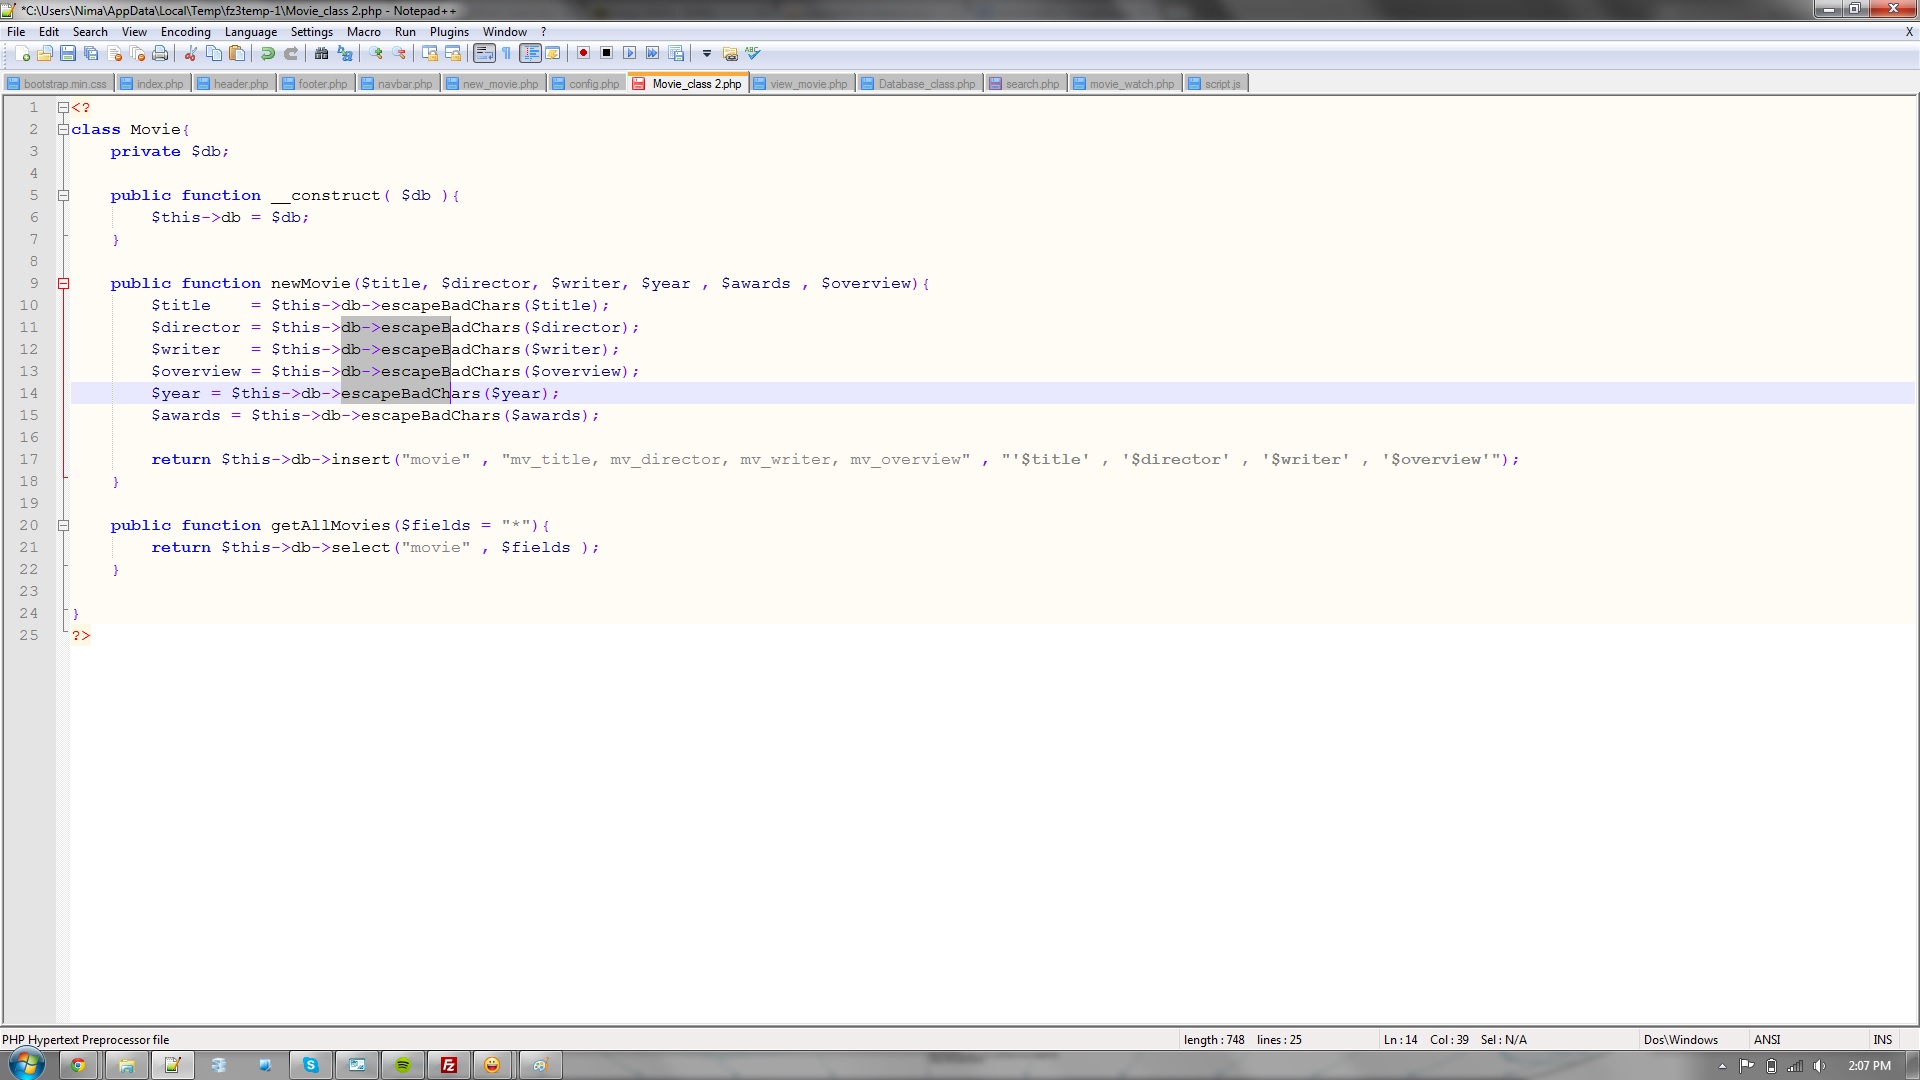 *C:\Users\Nima\AppData\Local\Temp\fz3temp-1\Movie_class 2.php - Notepad++
File Edit Search View Encoding Language Settings Macro Run Plugins Window ? X
bootstrap.min.css index.php header.php footer.php navbar.php new_movie.php config.php Movie_class 2.php view_movie.php Database_class.php search.php movie_watch.php script.js
1 <?
2 class Movie{
3 private $db;
4
5 public function __construct( $db ){
6 $this->db = $db;
7 }
8
9 public function newMovie($title, $director, $writer, $year , $awards , $overview){
10 $title    = $this->db->escapeBadChars($title);
11 $director = $this->db->escapeBadChars($director);
12 $writer   = $this->db->escapeBadChars($writer);
13 $overview = $this->db->escapeBadChars($overview);
14 $year = $this->db->escapeBadChars($year);
15 $awards = $this->db->escapeBadChars($awards);
16
17 return $this->db->insert("movie" , "mv_title, mv_director, mv_writer, mv_overview" , "'$title' , '$director' , '$writer' , '$overview'");
18 }
19
20 public function getAllMovies($fields = "*"){
21 return $this->db->select("movie" , $fields );
22 }
23
24 }
25 ?>
PHP Hypertext Preprocessor file length : 748 lines : 25 Ln : 14 Col : 39 Sel : N/A Dos\Windows ANSI INS
2:07 PM